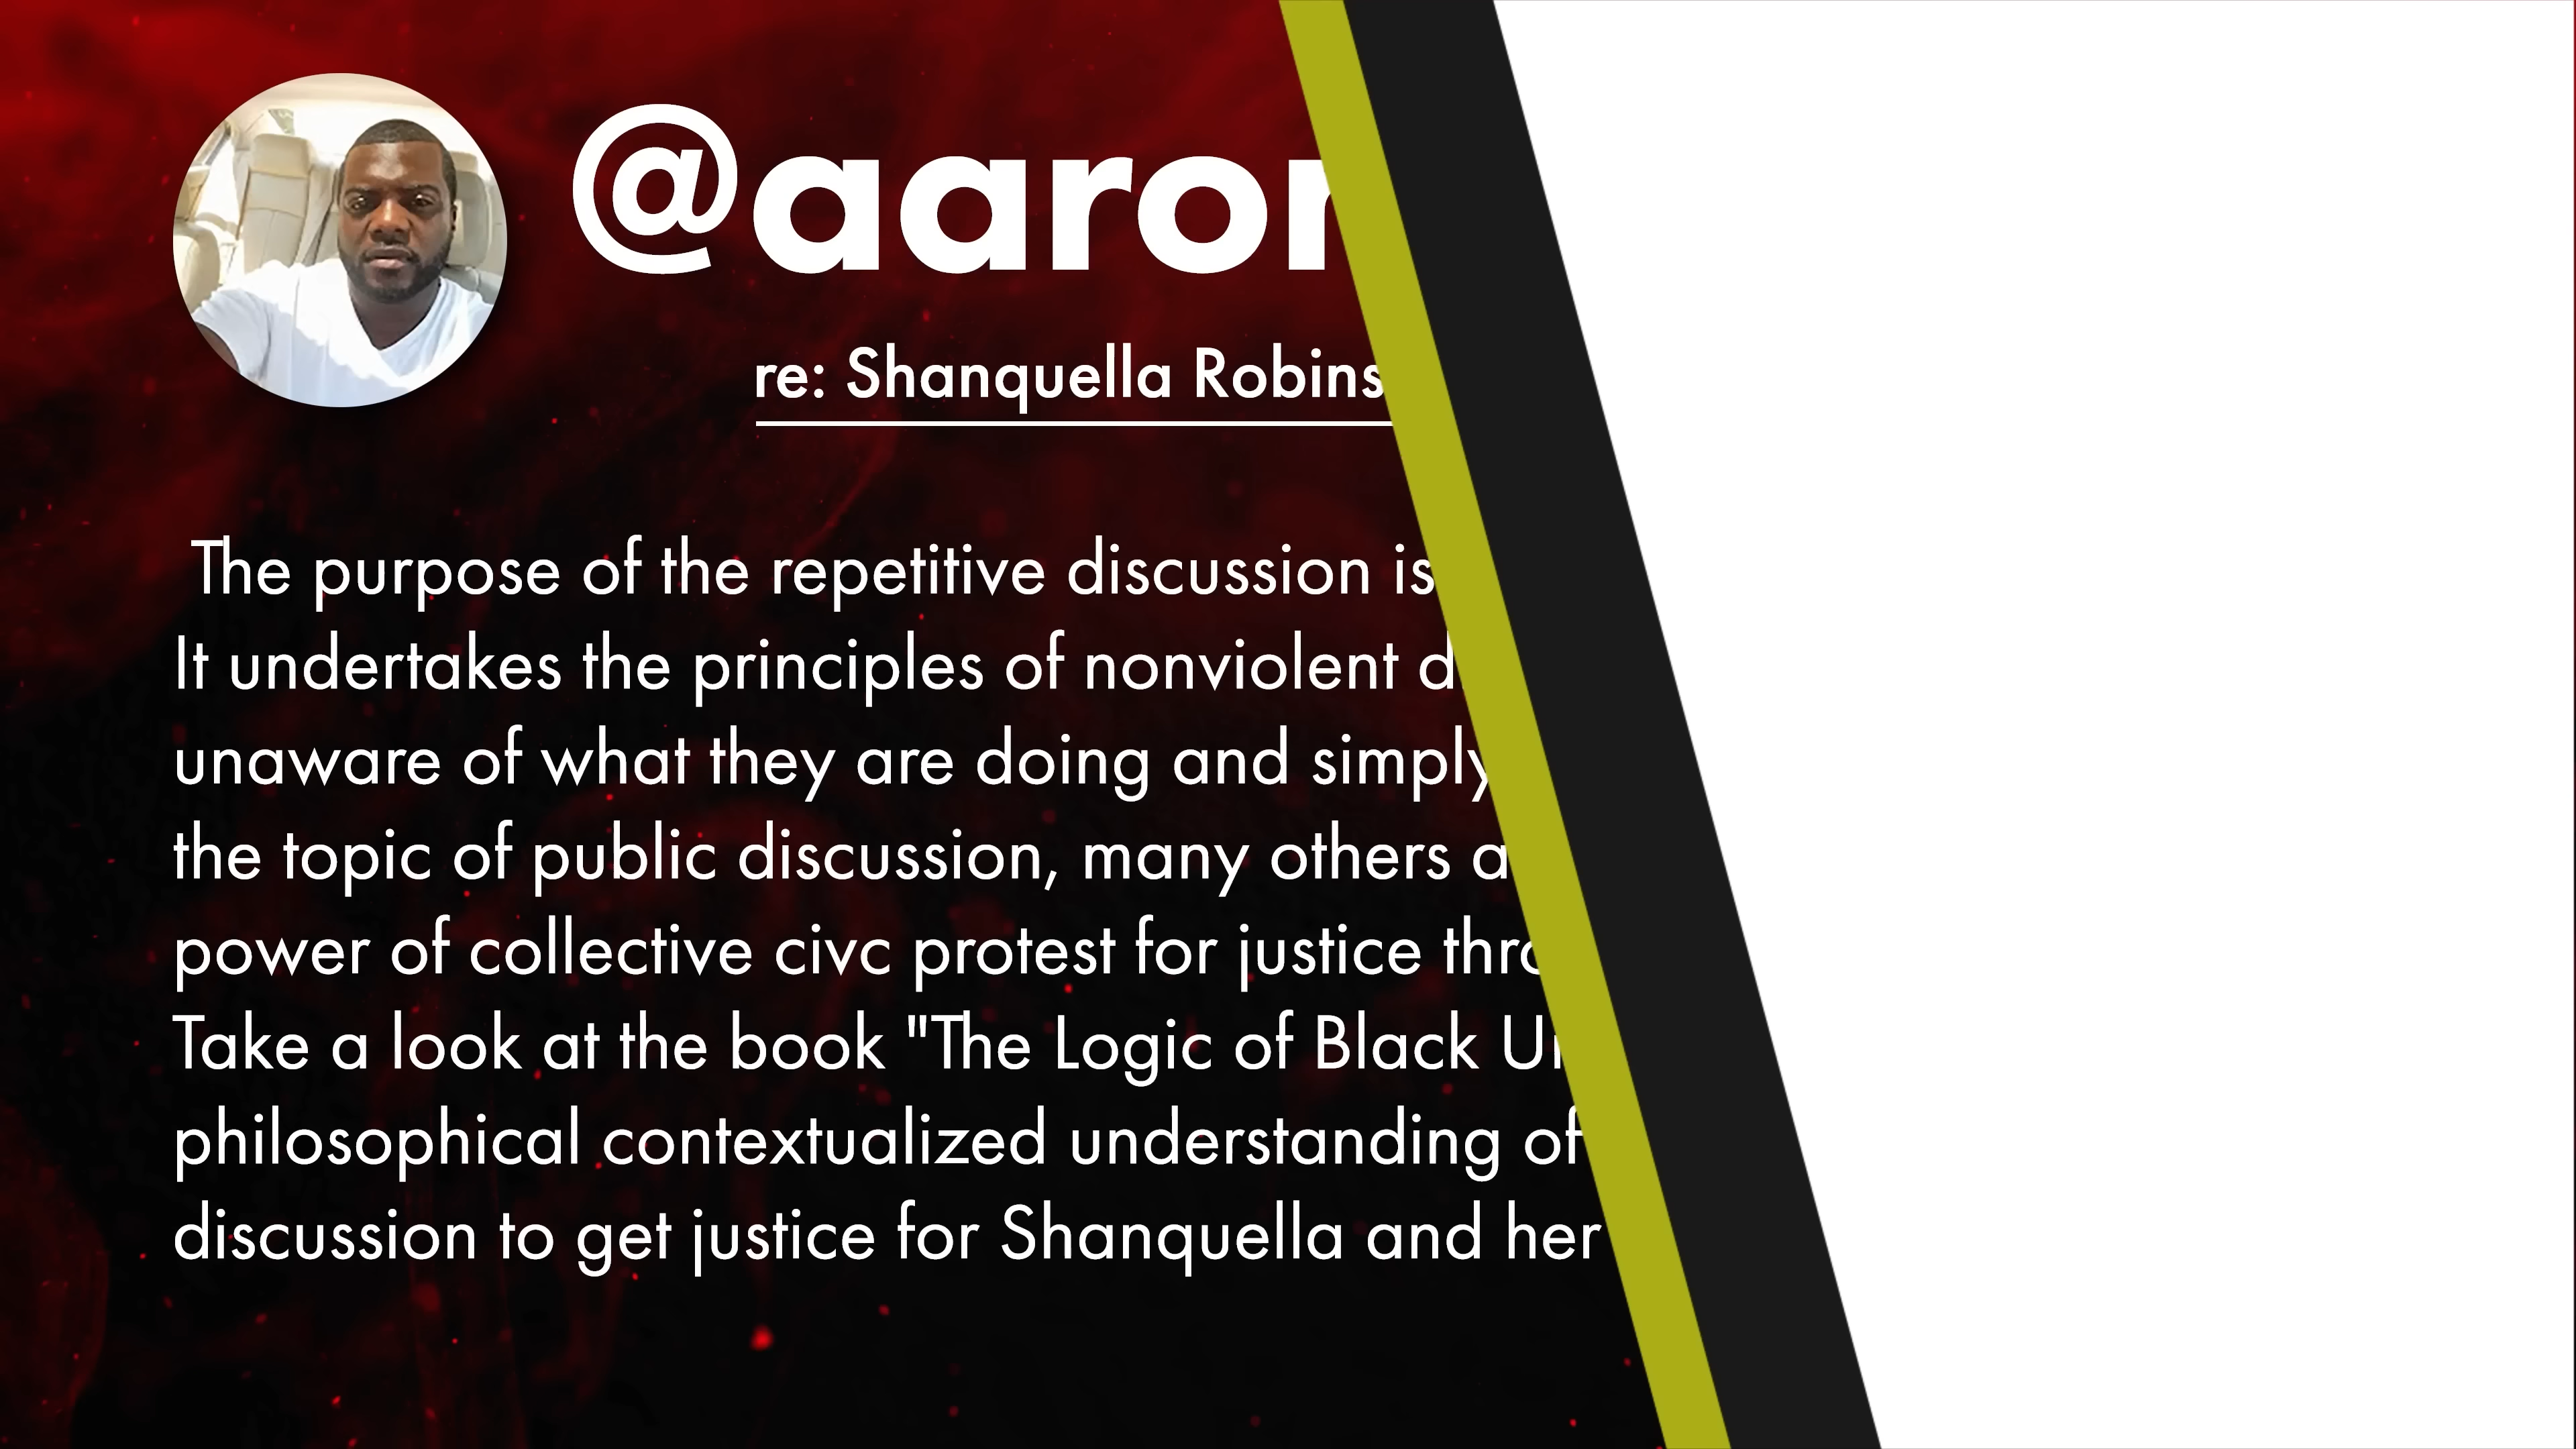 @aaron
re: Shanquella Robins
The purpose of the repetitive discussion is
It undertakes the principles of nonviolent d
unaware of what they are doing and simply
the topic of public discussion, many others a
power of collective civc protest for justice thro
Take a look at the book "The Logic of Black U
philosophical contextualized understanding of
discussion to get justice for Shanquella and her